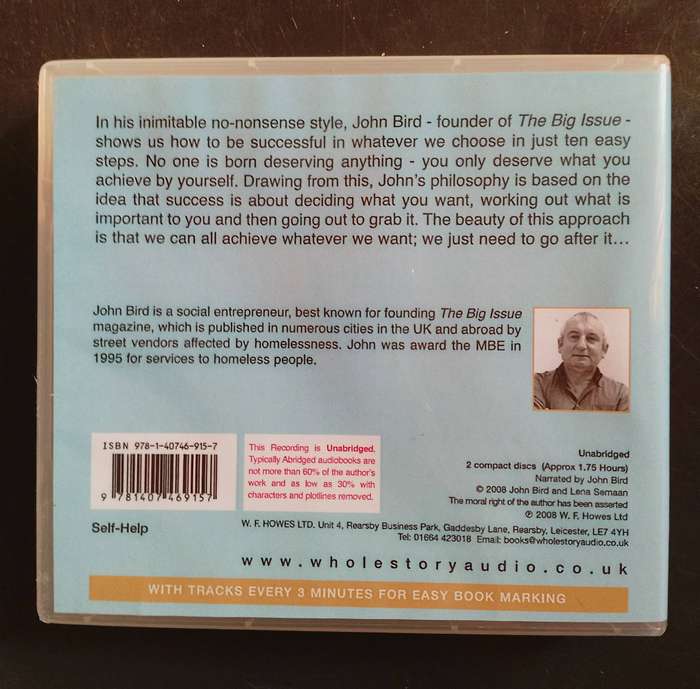 In his inimitable no-nonsense style, John Bird - founder of The Big Issue -
shows us how to be successful in whatever we choose in just ten easy
steps. No one is born deserving anything - you only deserve what you
achieve by yourself. Drawing from this, John's philosophy is based on the
idea that success is about deciding what you want, working out what is
important to you and then going out to grab it. The beauty of this approach
is that we can all achieve whatever we want; we just need to go after it...
John Bird is a social entrepreneur, best known for founding The Big Issue
magazine, which is published in numerous cities in the UK and abroad by
street vendors affected by homelessness. John was award the MBE in
1995 for services to homeless people.
ISBN 978-1-40746-915-7
9 781407 469157
This Recording is Unabridged.
Typically Abridged audiobooks are
not more than 60% of the author's
work and as low as 30% with
characters and plotlines removed.
Unabridged
2 compact discs (Approx 1.75 Hours)
Narrated by John Bird
© 2008 John Bird and Lena Semaan
The moral right of the author has been asserted
℗ 2008 W. F. Howes Ltd
Self-Help
W. F. HOWES LTD. Unit 4, Rearsby Business Park, Gaddesby Lane, Rearsby, Leicester, LE7 4YH
Tel: 01664 423018 Email: books@wholestoryaudio.co.uk
www.wholestoryaudio.co.uk
WITH TRACKS EVERY 3 MINUTES FOR EASY BOOK MARKING